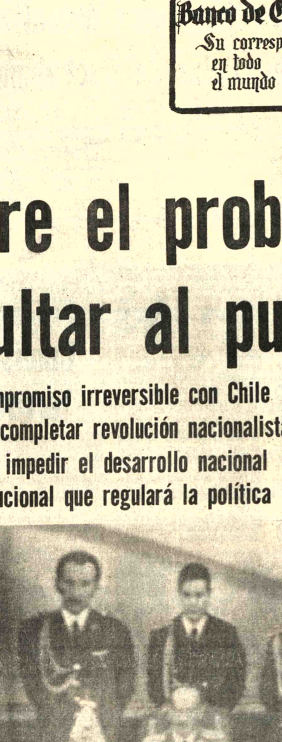 Banco de C
Su corresp
en todo
el mundo
re el prob
ultar al pu
mpromiso irreversible con Chile
completar revolución nacionalista
impedir el desarrollo nacional
ucional que regulará la política